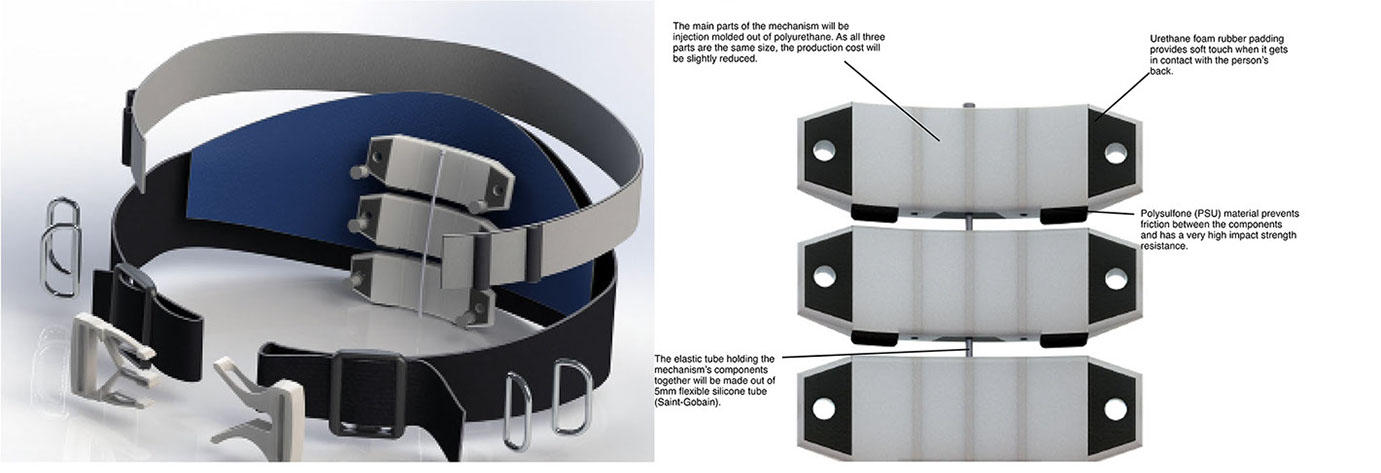 The main parts of the mechanism will be
injection molded out of polyurethane. As all three
parts are the same size, the production cost will
be slightly reduced.
Urethane foam rubber padding
provides soft touch when it gets
in contact with the person's
back.
Polysulfone (PSU) material prevents
friction between the components
and has a very high impact strength
resistance.
The elastic tube holding the
mechanism's components
together will be made out of
5mm flexible silicone tube
(Saint-Gobain).